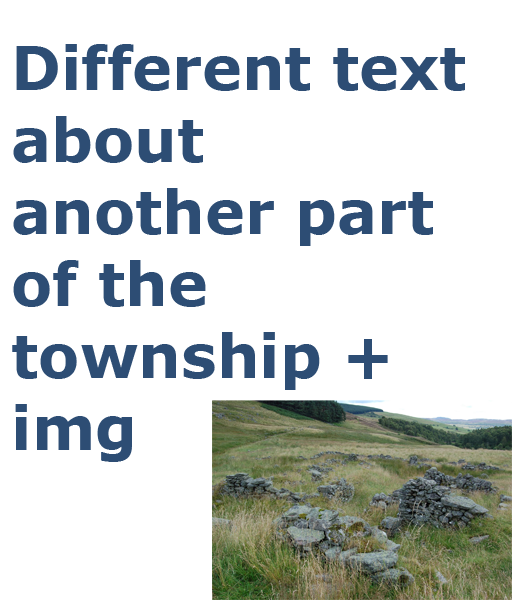 Different text
about
another part
of the
township +
img